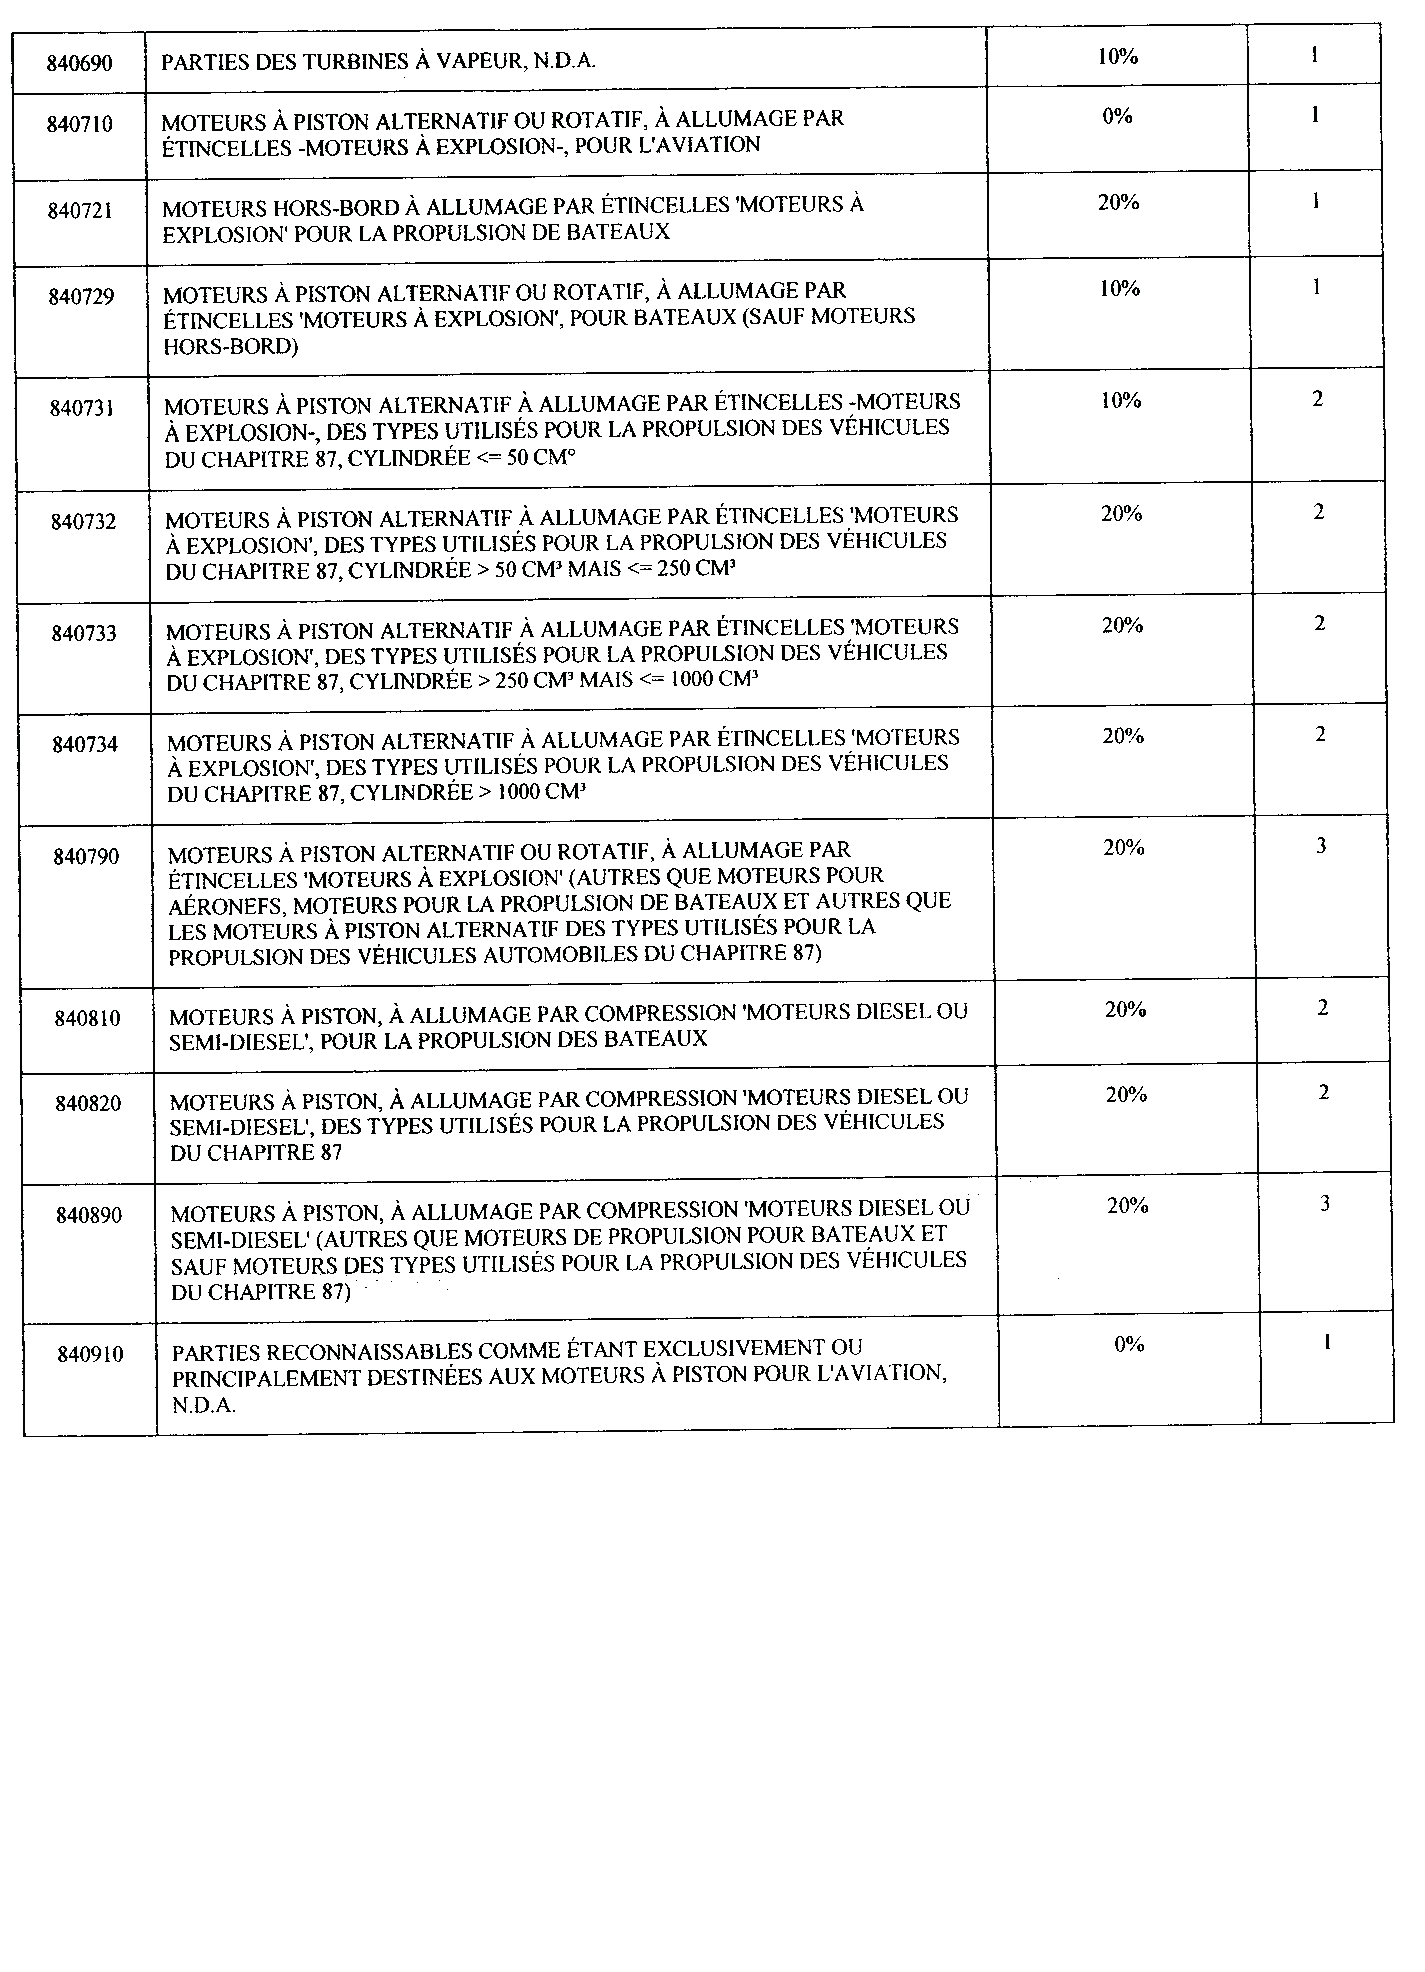 840690 PARTIES DES TURBINES À VAPEUR, N.D.A. 10% 1
840710 MOTEURS À PISTON ALTERNATIF OU ROTATIF, À ALLUMAGE PAR 0% 1
ÉTINCELLES -MOTEURS À EXPLOSION-, POUR L'AVIATION
840721 MOTEURS HORS-BORD À ALLUMAGE PAR ÉTINCELLES 'MOTEURS À 20% 1
EXPLOSION' POUR LA PROPULSION DE BATEAUX
840729 MOTEURS À PISTON ALTERNATIF OU ROTATIF, À ALLUMAGE PAR 10% 1
ÉTINCELLES 'MOTEURS À EXPLOSION', POUR BATEAUX (SAUF MOTEURS
HORS-BORD)
840731 MOTEURS À PISTON ALTERNATIF À ALLUMAGE PAR ÉTINCELLES -MOTEURS 10% 2
À EXPLOSION-, DES TYPES UTILISÉS POUR LA PROPULSION DES VÉHICULES
DU CHAPITRE 87, CYLINDRÉE <= 50 CM°
840732 MOTEURS À PISTON ALTERNATIF À ALLUMAGE PAR ÉTINCELLES 'MOTEURS 20% 2
À EXPLOSION', DES TYPES UTILISÉS POUR LA PROPULSION DES VÉHICULES
DU CHAPITRE 87, CYLINDRÉE > 50 CM³ MAIS <= 250 CM³
840733 MOTEURS À PISTON ALTERNATIF À ALLUMAGE PAR ÉTINCELLES 'MOTEURS 20% 2
À EXPLOSION', DES TYPES UTILISÉS POUR LA PROPULSION DES VÉHICULES
DU CHAPITRE 87, CYLINDRÉE > 250 CM³ MAIS <= 1000 CM³
840734 MOTEURS À PISTON ALTERNATIF À ALLUMAGE PAR ÉTINCELLES 'MOTEURS 20% 2
À EXPLOSION', DES TYPES UTILISÉS POUR LA PROPULSION DES VÉHICULES
DU CHAPITRE 87, CYLINDRÉE > 1000 CM³
840790 MOTEURS À PISTON ALTERNATIF OU ROTATIF, À ALLUMAGE PAR 20% 3
ÉTINCELLES 'MOTEURS À EXPLOSION' (AUTRES QUE MOTEURS POUR
AÉRONEFS, MOTEURS POUR LA PROPULSION DE BATEAUX ET AUTRES QUE
LES MOTEURS À PISTON ALTERNATIF DES TYPES UTILISÉS POUR LA
PROPULSION DES VÉHICULES AUTOMOBILES DU CHAPITRE 87)
840810 MOTEURS À PISTON, À ALLUMAGE PAR COMPRESSION 'MOTEURS DIESEL OU 20% 2
SEMI-DIESEL', POUR LA PROPULSION DES BATEAUX
840820 MOTEURS À PISTON, À ALLUMAGE PAR COMPRESSION 'MOTEURS DIESEL OU 20% 2
SEMI-DIESEL', DES TYPES UTILISÉS POUR LA PROPULSION DES VÉHICULES
DU CHAPITRE 87
840890 MOTEURS À PISTON, À ALLUMAGE PAR COMPRESSION 'MOTEURS DIESEL OU 20% 3
SEMI-DIESEL' (AUTRES QUE MOTEURS DE PROPULSION POUR BATEAUX ET
SAUF MOTEURS DES TYPES UTILISÉS POUR LA PROPULSION DES VÉHICULES
DU CHAPITRE 87)
840910 PARTIES RECONNAISSABLES COMME ÉTANT EXCLUSIVEMENT OU 0% 1
PRINCIPALEMENT DESTINÉES AUX MOTEURS À PISTON POUR L'AVIATION,
N.D.A.